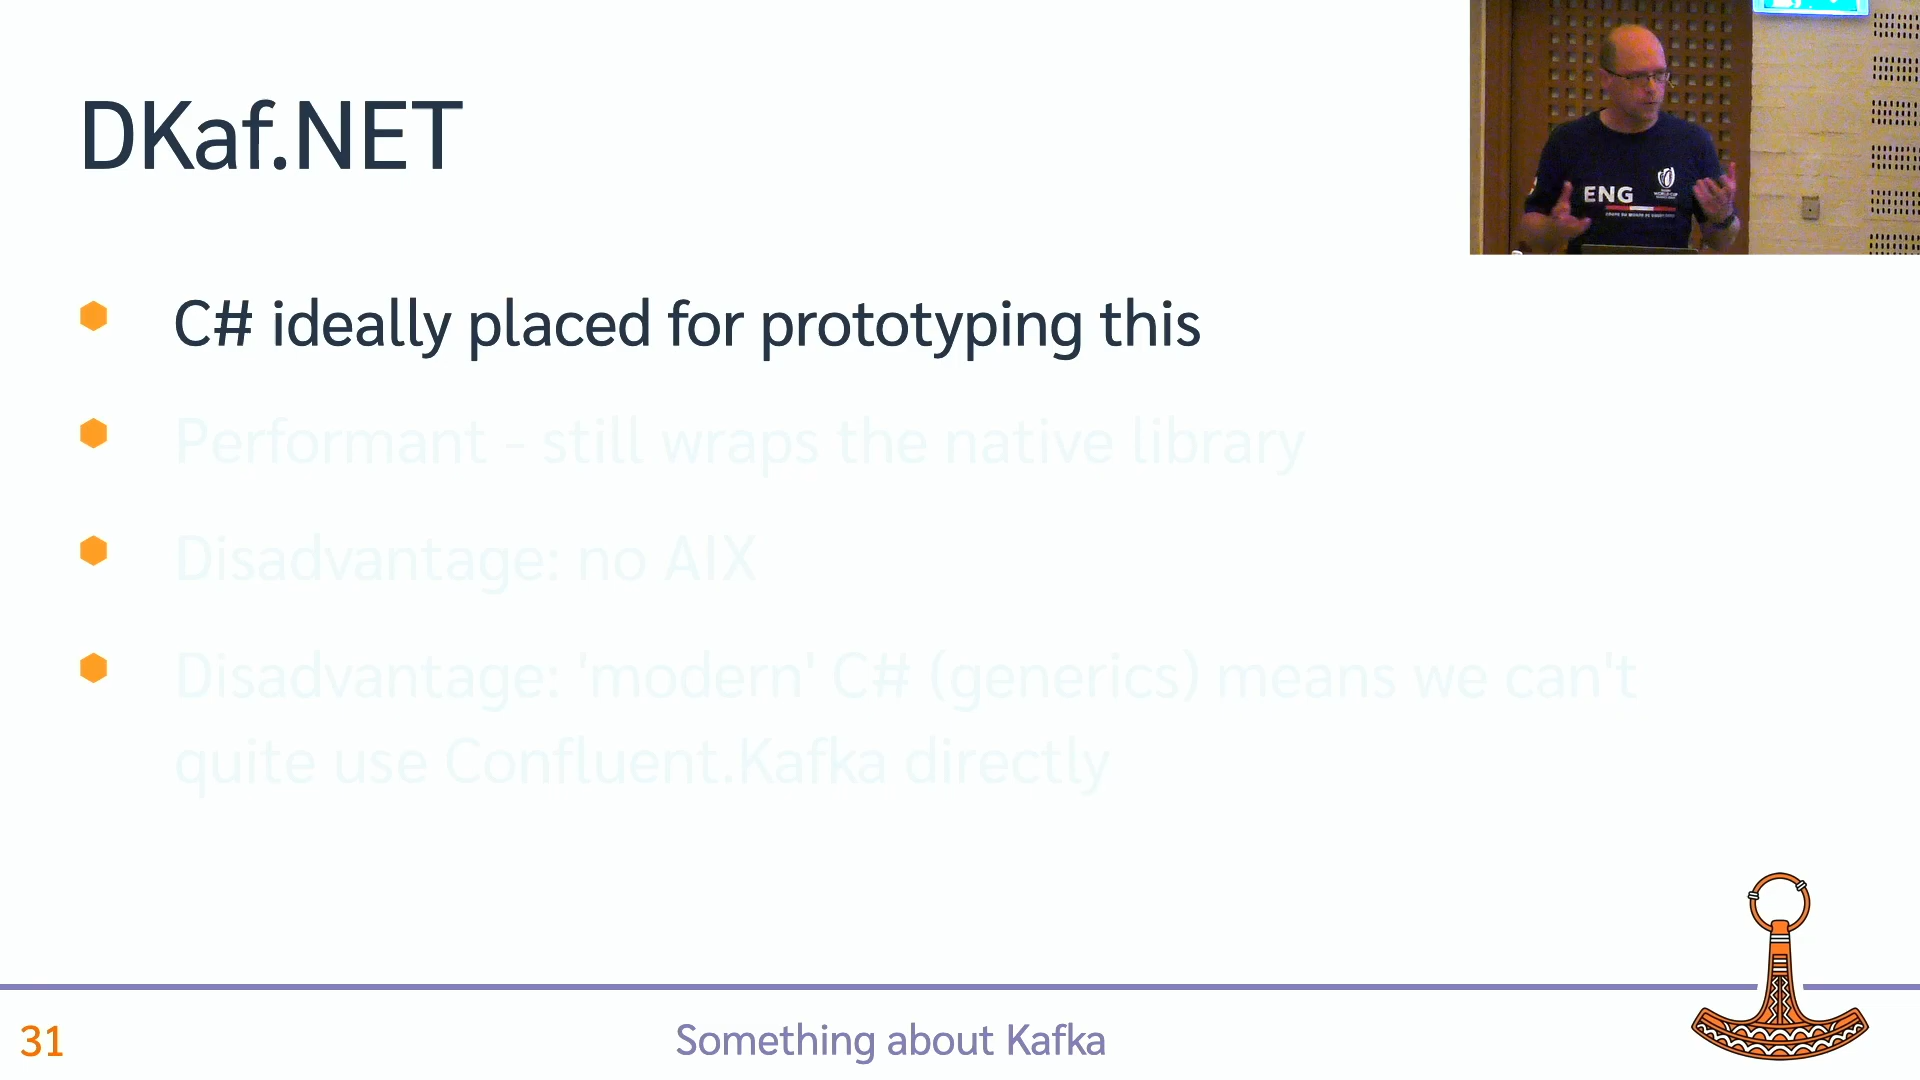 DKaf.NET
C# ideally placed for prototyping this
Performant - still wraps the native library
Disadvantage: no AIX
Disadvantage: 'modern' C# (generics) means we can't
quite use Confluent.Kafka directly
ENG
31
Something about Kafka